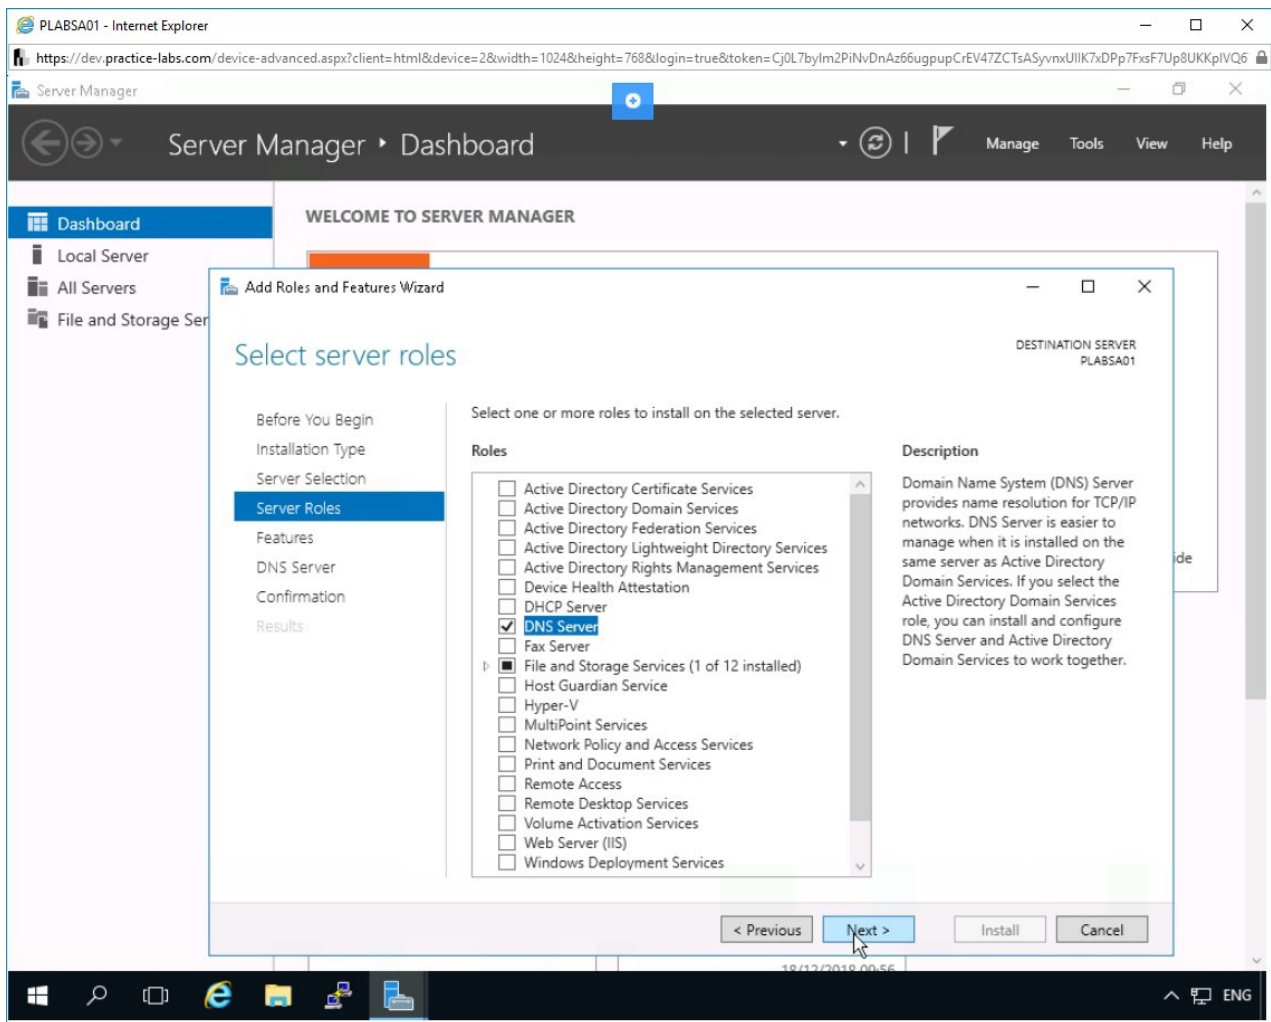 PLABSA01 - Internet Explorer
https://dev.practice-labs.com/device-advanced.aspx?client=html&device=2&width=1024&height=768&login=true&token=
Server Manager
Server Manager
Dashboard
Manage
Tools
View
Help
Dashboard
Local Server
All Servers
File and Storage Ser
WELCOME TO SERVER MANAGER
Add Roles and Features Wizard
Select server roles
DESTINATION SERVER
PLABSA01
Before You Begin
Installation Type
Server Selection
Server Roles
Features
DNS Server
Confirmation
Results
Select one or more roles to install on the selected server.
Roles
Active Directory Certificate Services
Active Directory Domain Services
Active Directory Federation Services
Active Directory Lightweight Directory Services
Active Directory Rights Management Services
Device Health Attestation
DHCP Server
DNS Server
Fax Server
File and Storage Services (1 of 12 installed)
Host Guardian Service
Hyper-V
MultiPoint Services
Network Policy and Access Services
Print and Document Services
Remote Access
Remote Desktop Services
Volume Activation Services
Web Server (IIS)
Windows Deployment Services
Description
Domain Name System (DNS) Server
provides name resolution for TCP/IP
networks. DNS Server is easier to
manage when it is installed on the
same server as Active Directory
Domain Services. If you select the
Active Directory Domain Services
role, you can install and configure
DNS Server and Active Directory
Domain Services to work together.
ide
< Previous
Next >
Install
Cancel
18/12/2018 00:56
ENG